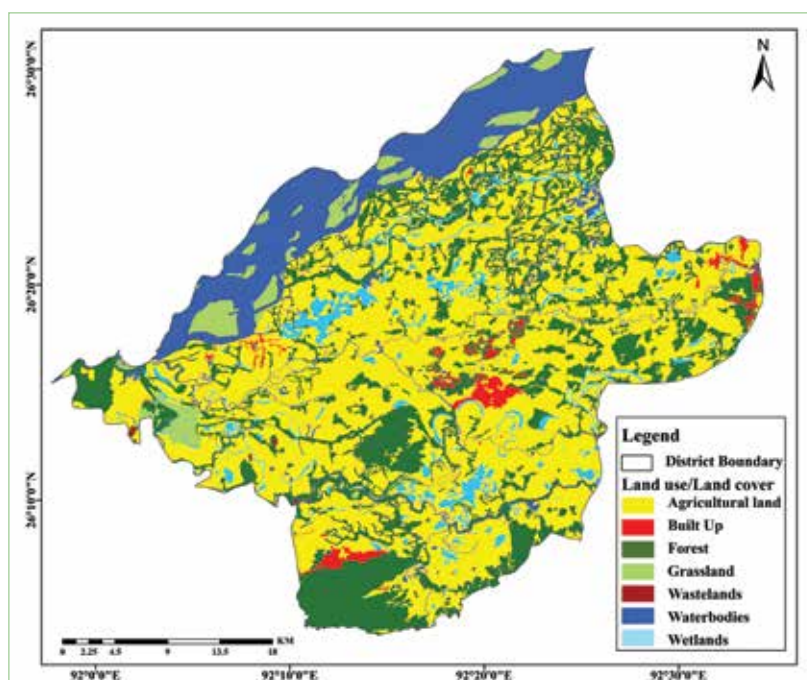 N
26°30'0"N
26°20'0"N
26°10'0"N
Legend
District Boundary
Land use/Land cover
Agricultural land
Built Up
Forest
Grassland
Wastelands
Waterbodies
Wetlands
KM
0 2.25 4.5 9 13.5 18
92°0'0"E 92°10'0"E 92°20'0"E 92°30'0"E